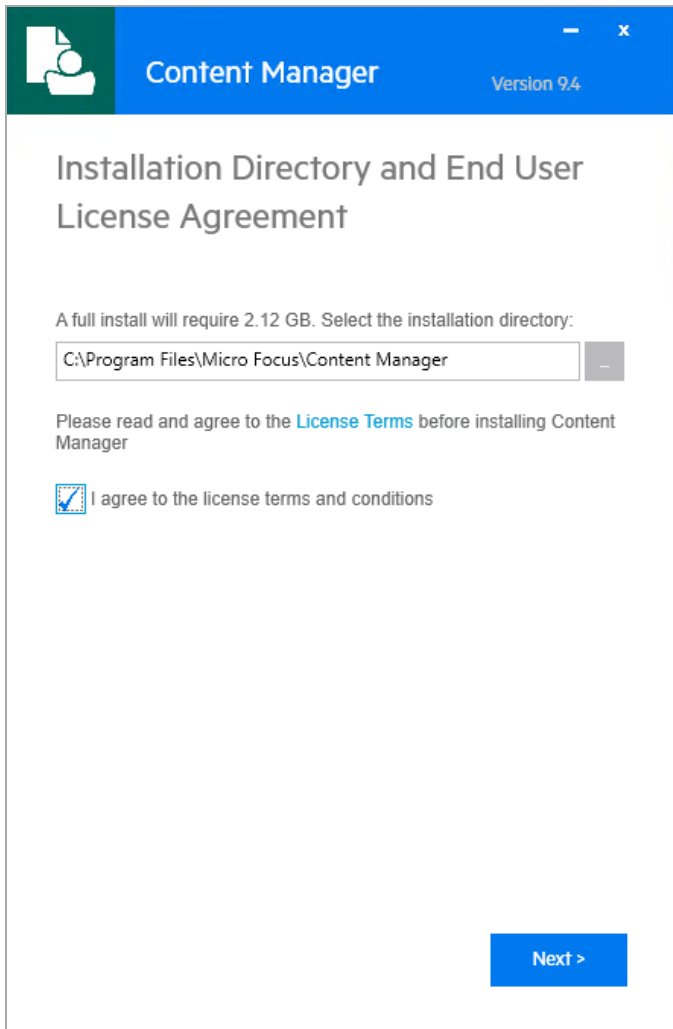 Content Manager
Version 9.4
Installation Directory and End User
License Agreement
A full install will require 2.12 GB. Select the installation directory:
C:\Program Files\Micro Focus\Content Manager
...
Please read and agree to the License Terms before installing Content
Manager
I agree to the license terms and conditions
Next >